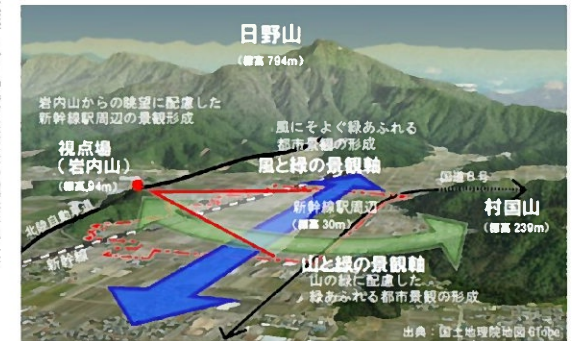 日野山
(標高 794m)
岩内山からの眺望に配慮した
新幹線駅周辺の景観形成
風にそよぐ緑あふれる
都市景観の形成
視点場
(岩内山)
(標高 94m)
風と緑の景観軸
国道8号
北陸自動車道
新幹線駅周辺
(標高 30m)
村国山
(標高 239m)
新幹線
山と緑の景観軸
山の緑に配慮した
緑あふれる都市景観の形成
出典:国土地理院地図 Globe